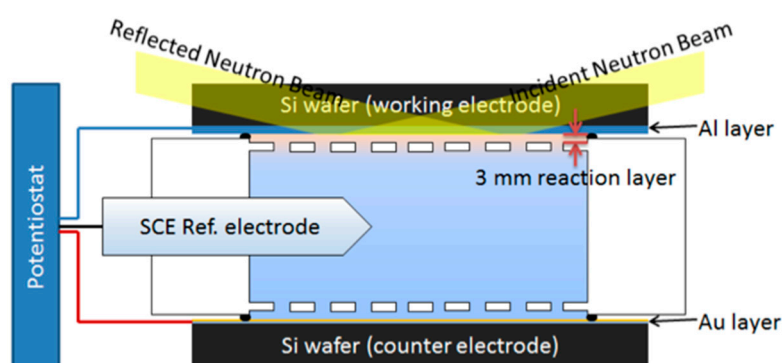 Reflected Neutron Beam
Incident Neutron Beam
Si wafer (working electrode)
Al layer
3 mm reaction layer
SCE Ref. electrode
Potentiostat
Au layer
Si wafer (counter electrode)